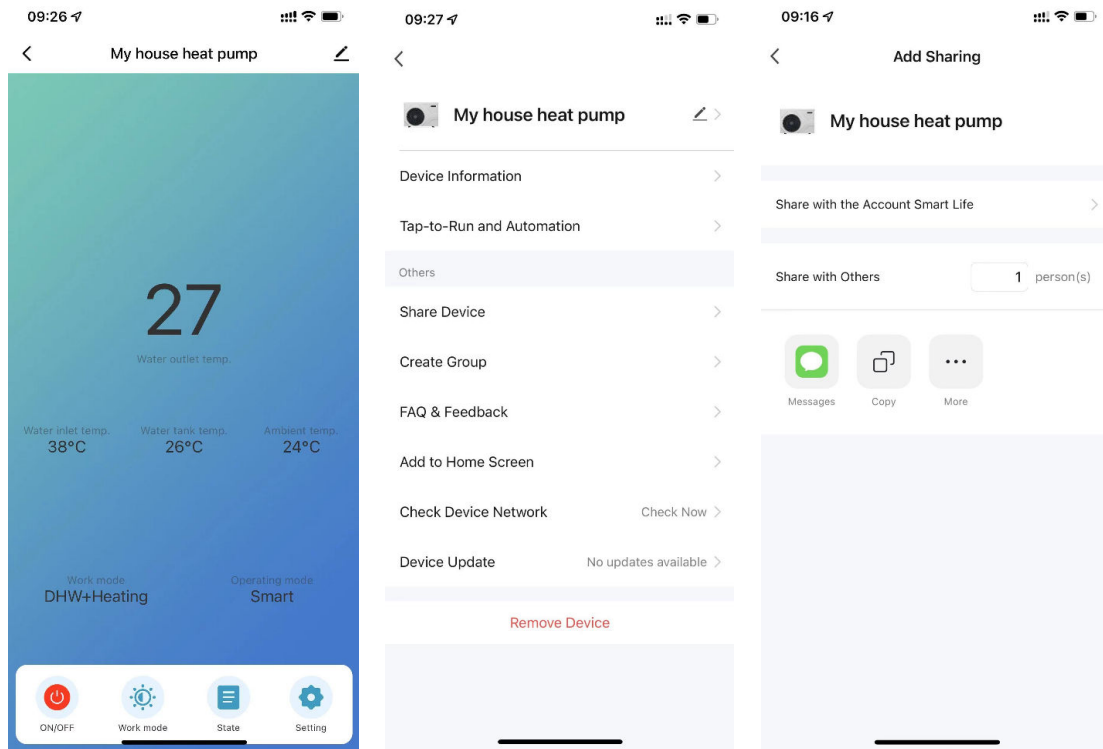 09:26
My house heat pump
27
Water outlet temp.
Water inlet temp. Water tank temp. Ambient temp.
38°C 26°C 24°C
Work mode Operating mode
DHW+Heating Smart
ON/OFF Work mode State Setting
09:27
My house heat pump
Device Information
Tap-to-Run and Automation
Others
Share Device
Create Group
FAQ & Feedback
Add to Home Screen
Check Device Network Check Now
Device Update No updates available
Remove Device
09:16
Add Sharing
My house heat pump
Share with the Account Smart Life
Share with Others 1 person(s)
Messages Copy More